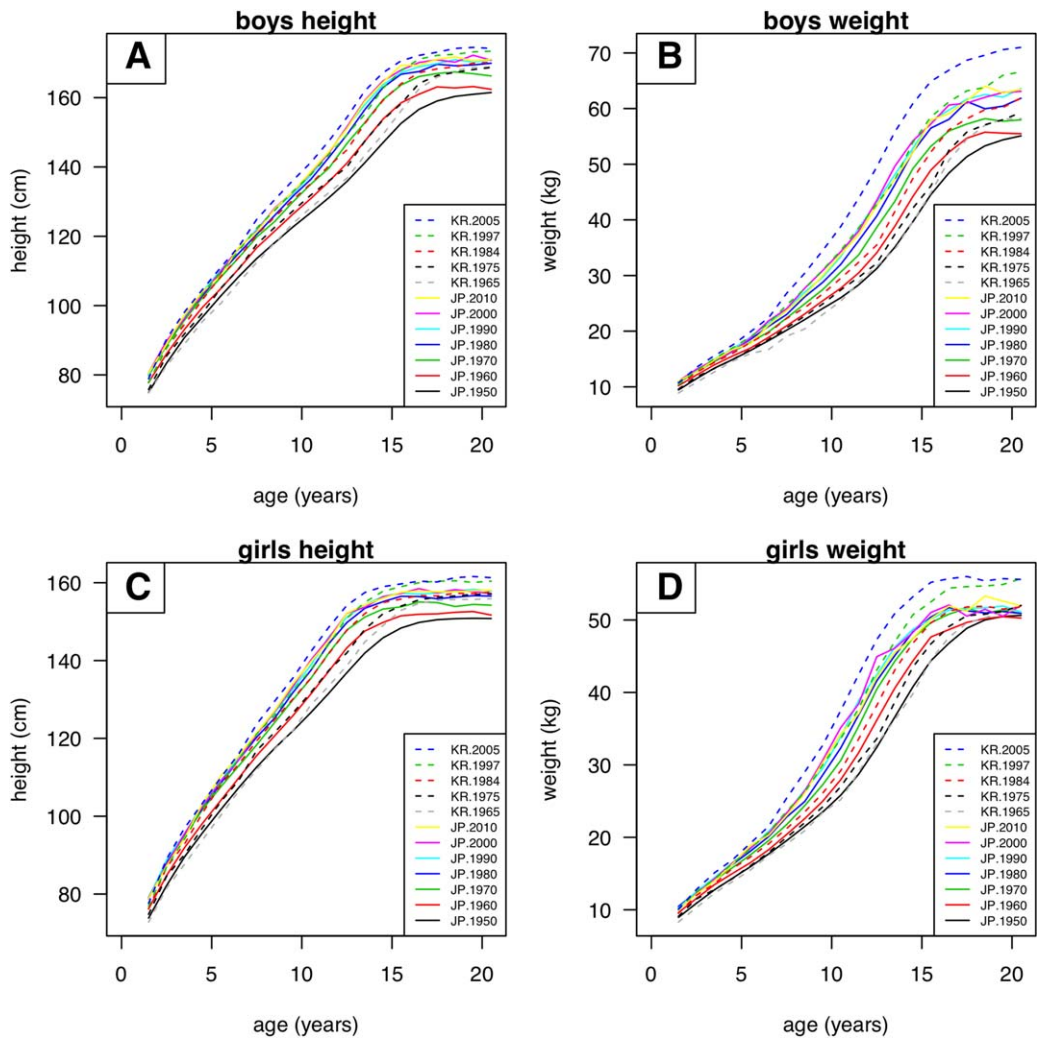 boys height
A
160
140
120
100
80
height (cm)
KR.2005
KR.1997
KR.1984
KR.1975
KR.1965
JP.2010
JP.2000
JP.1990
JP.1980
JP.1970
JP.1960
JP.1950
0 5 10 15 20
age (years)
boys weight
B
70
60
50
40
30
20
10
weight (kg)
KR.2005
KR.1997
KR.1984
KR.1975
KR.1965
JP.2010
JP.2000
JP.1990
JP.1980
JP.1970
JP.1960
JP.1950
0 5 10 15 20
age (years)
girls height
C
160
140
120
100
80
height (cm)
KR.2005
KR.1997
KR.1984
KR.1975
KR.1965
JP.2010
JP.2000
JP.1990
JP.1980
JP.1970
JP.1960
JP.1950
0 5 10 15 20
age (years)
girls weight
D
50
40
30
20
10
weight (kg)
KR.2005
KR.1997
KR.1984
KR.1975
KR.1965
JP.2010
JP.2000
JP.1990
JP.1980
JP.1970
JP.1960
JP.1950
0 5 10 15 20
age (years)